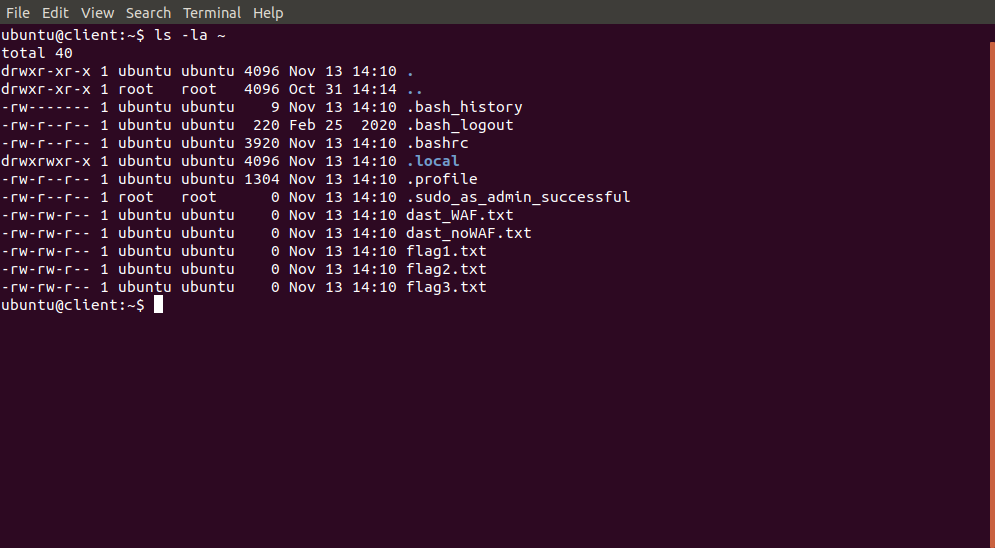 File Edit View Search Terminal Help
ubuntu@client:~$ ls -la ~
total 40
drwxr-xr-x 1 ubuntu ubuntu 4096 Nov 13 14:10 .
drwxr-xr-x 1 root   root   4096 Oct 31 14:14 ..
-rw------- 1 ubuntu ubuntu    9 Nov 13 14:10 .bash_history
-rw-r--r-- 1 ubuntu ubuntu  220 Feb 25  2020 .bash_logout
-rw-r--r-- 1 ubuntu ubuntu 3920 Nov 13 14:10 .bashrc
drwxrwxr-x 1 ubuntu ubuntu 4096 Nov 13 14:10 .local
-rw-r--r-- 1 ubuntu ubuntu 1304 Nov 13 14:10 .profile
-rw-r--r-- 1 root   root      0 Nov 13 14:10 .sudo_as_admin_successful
-rw-rw-r-- 1 ubuntu ubuntu    0 Nov 13 14:10 dast_WAF.txt
-rw-rw-r-- 1 ubuntu ubuntu    0 Nov 13 14:10 dast_noWAF.txt
-rw-rw-r-- 1 ubuntu ubuntu    0 Nov 13 14:10 flag1.txt
-rw-rw-r-- 1 ubuntu ubuntu    0 Nov 13 14:10 flag2.txt
-rw-rw-r-- 1 ubuntu ubuntu    0 Nov 13 14:10 flag3.txt
ubuntu@client:~$